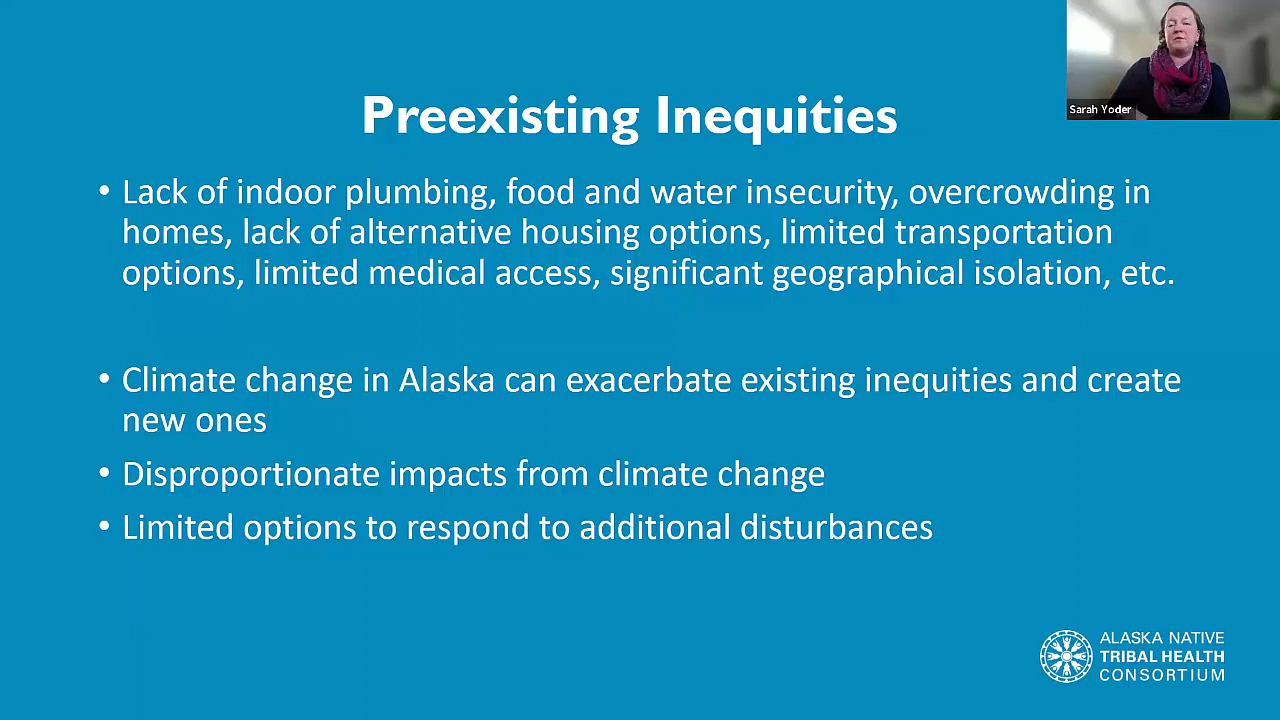 Sarah Yoder
Preexisting Inequities
• Lack of indoor plumbing, food and water insecurity, overcrowding in
homes, lack of alternative housing options, limited transportation
options, limited medical access, significant geographical isolation, etc.
• Climate change in Alaska can exacerbate existing inequities and create
new ones
• Disproportionate impacts from climate change
• Limited options to respond to additional disturbances
ALASKA NATIVE
TRIBAL HEALTH
CONSORTIUM